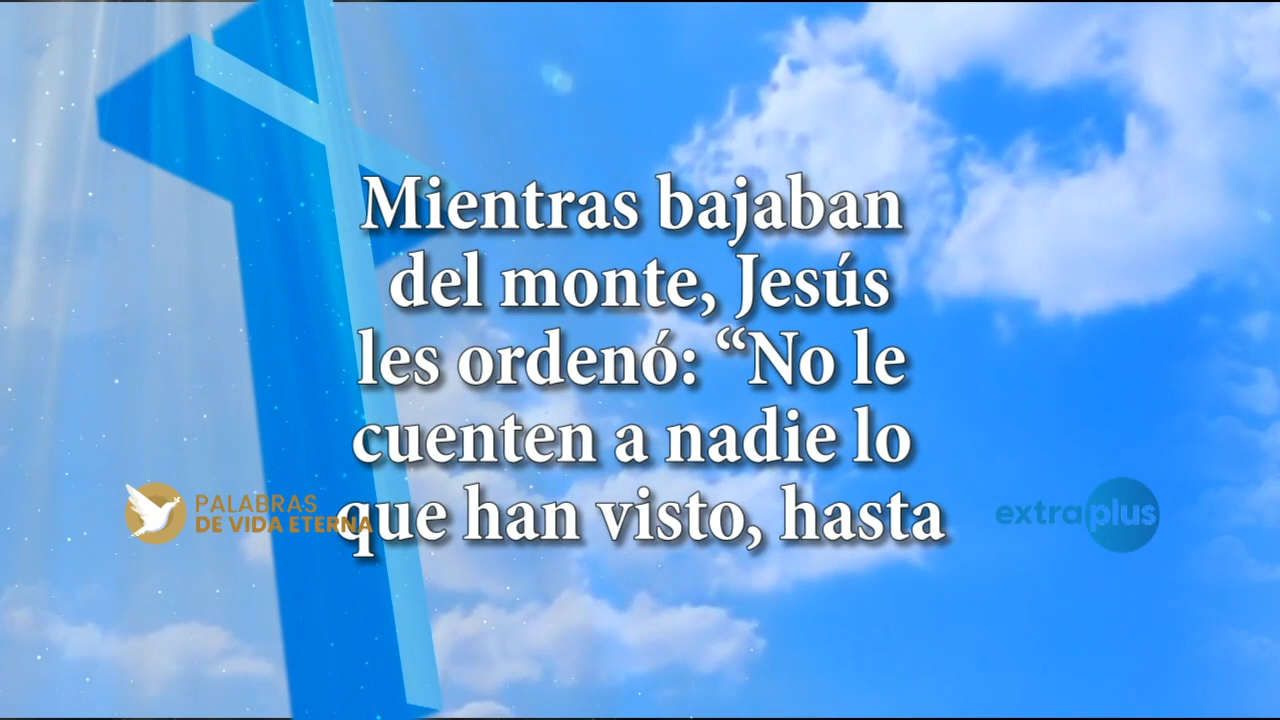 Mientras bajaban
del monte, Jesús
les ordenó: “No le
cuenten a nadie lo
que han visto, hasta
PALABRAS
DE VIDA ETERNA
extraplus